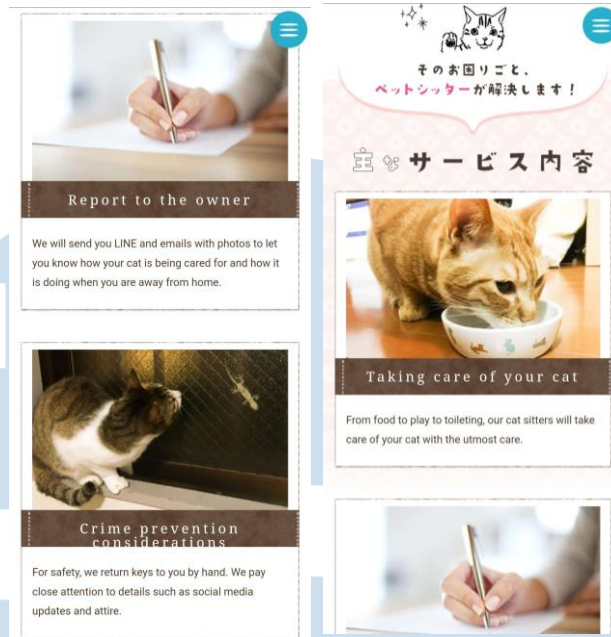 Report to the owner
We will send you LINE and emails with photos to let
you know how your cat is being cared for and how it
is doing when you are away from home.
Crime prevention
considerations
For safety, we return keys to you by hand. We pay
close attention to details such as social media
updates and attire.
そのお困りごと、
ペットシッターが解決します!
主なサービス内容
Taking care of your cat
From food to play to toileting, our cat sitters will take
care of your cat with the utmost care.